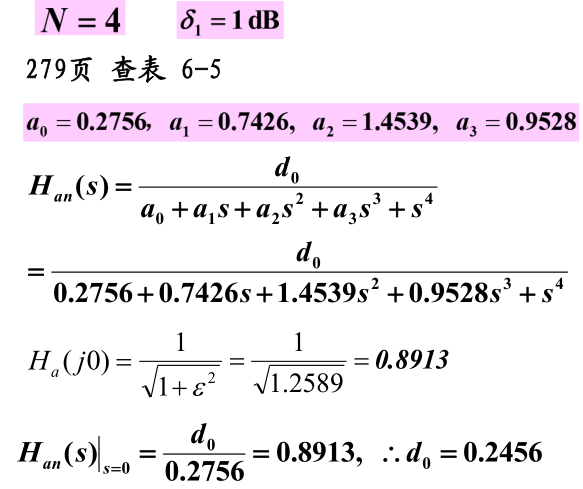 N = 4 δ₁ = 1 dB
279页 查表 6-5
a₀ = 0.2756, a₁ = 0.7426, a₂ = 1.4539, a₃ = 0.9528
Hₐₙ(s) = d₀ / (a₀ + a₁s + a₂s² + a₃s³ + s⁴)
= d₀ / (0.2756 + 0.7426s + 1.4539s² + 0.9528s³ + s⁴)
Hₐ(j0) = 1 / √(1 + ε²) = 1 / √1.2589 = 0.8913
Hₐₙ(s)|ₛ₌₀ = d₀ / 0.2756 = 0.8913, ∴ d₀ = 0.2456